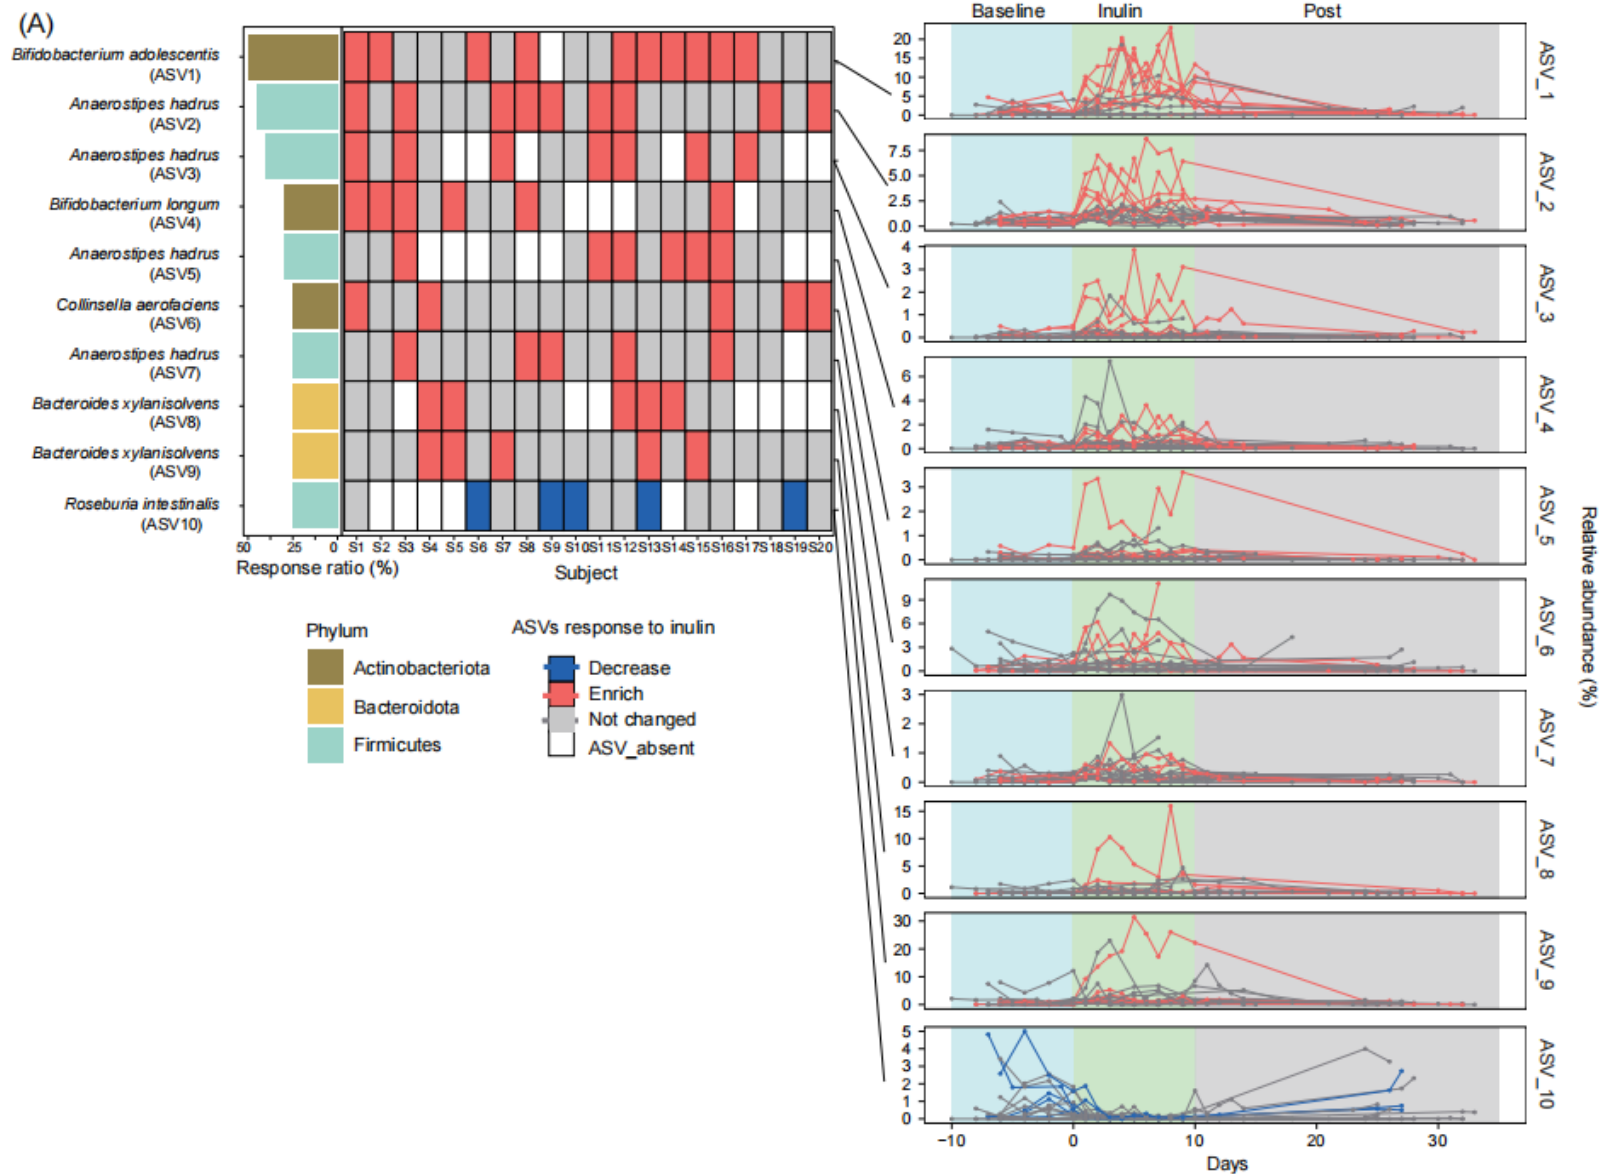 (A)
Bifidobacterium adolescentis
(ASV1)
Anaerostipes hadrus
(ASV2)
Anaerostipes hadrus
(ASV3)
Bifidobacterium longum
(ASV4)
Anaerostipes hadrus
(ASV5)
Collinsella aerofaciens
(ASV6)
Anaerostipes hadrus
(ASV7)
Bacteroides xylanisolvens
(ASV8)
Bacteroides xylanisolvens
(ASV9)
Roseburia intestinalis
(ASV10)
50 25 0
Response ratio (%)
S1 S2 S3 S4 S5 S6 S7 S8 S9 S10 S11 S12 S13 S14 S15 S16 S17 S18 S19 S20
Subject
Phylum
Actinobacteriota
Bacteroidota
Firmicutes
ASVs response to inulin
Decrease
Enrich
Not changed
ASV_absent
Baseline Inulin Post
20
15
10
5
0
ASV_1
7.5
5.0
2.5
0.0
ASV_2
4
3
2
1
0
ASV_3
6
4
2
0
ASV_4
3
2
1
0
ASV_5
9
6
3
0
ASV_6
3
2
1
0
ASV_7
15
10
5
0
ASV_8
30
20
10
0
ASV_9
5
4
3
2
1
0
ASV_10
−10 0 10 20 30
Days
Relative abundance (%)